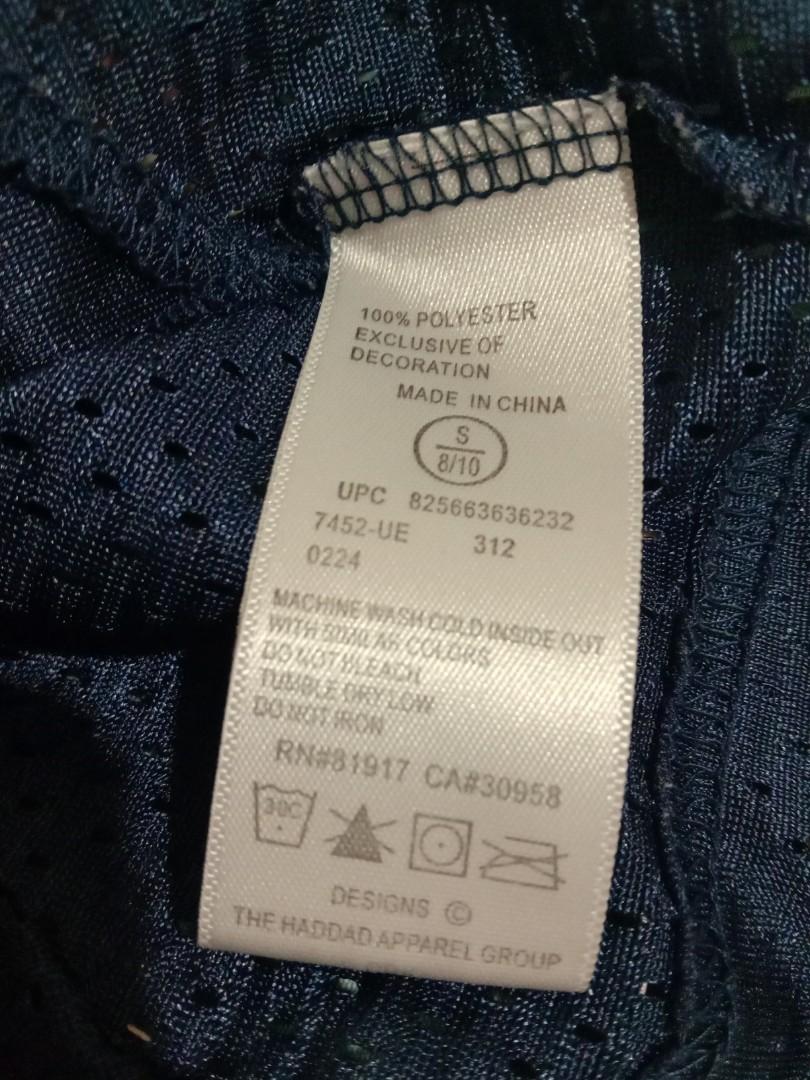 100% POLYESTER
EXCLUSIVE OF
DECORATION
MADE IN CHINA
S
8/10
UPC 825663636232
7452-UE 312
0224
MACHINE WASH COLD INSIDE OUT
WITH SIMILAR COLORS
DO NOT BLEACH
TUMBLE DRY LOW
DO NOT IRON
RN#81917 CA#30958
30C
DESIGNS ©
THE HADDAD APPAREL GROUP